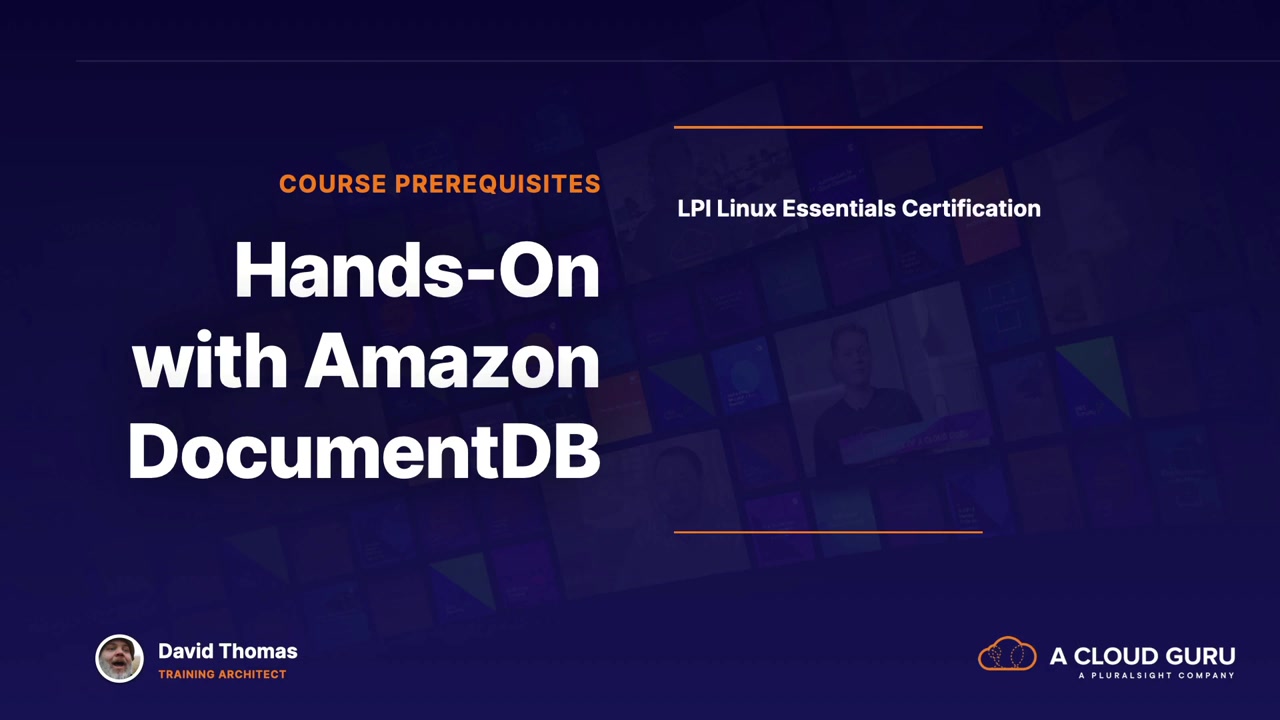 COURSE PREREQUISITES
Hands-On
with Amazon
DocumentDB
LPI Linux Essentials Certification
David Thomas
TRAINING ARCHITECT
A CLOUD GURU
A PLURALSIGHT COMPANY